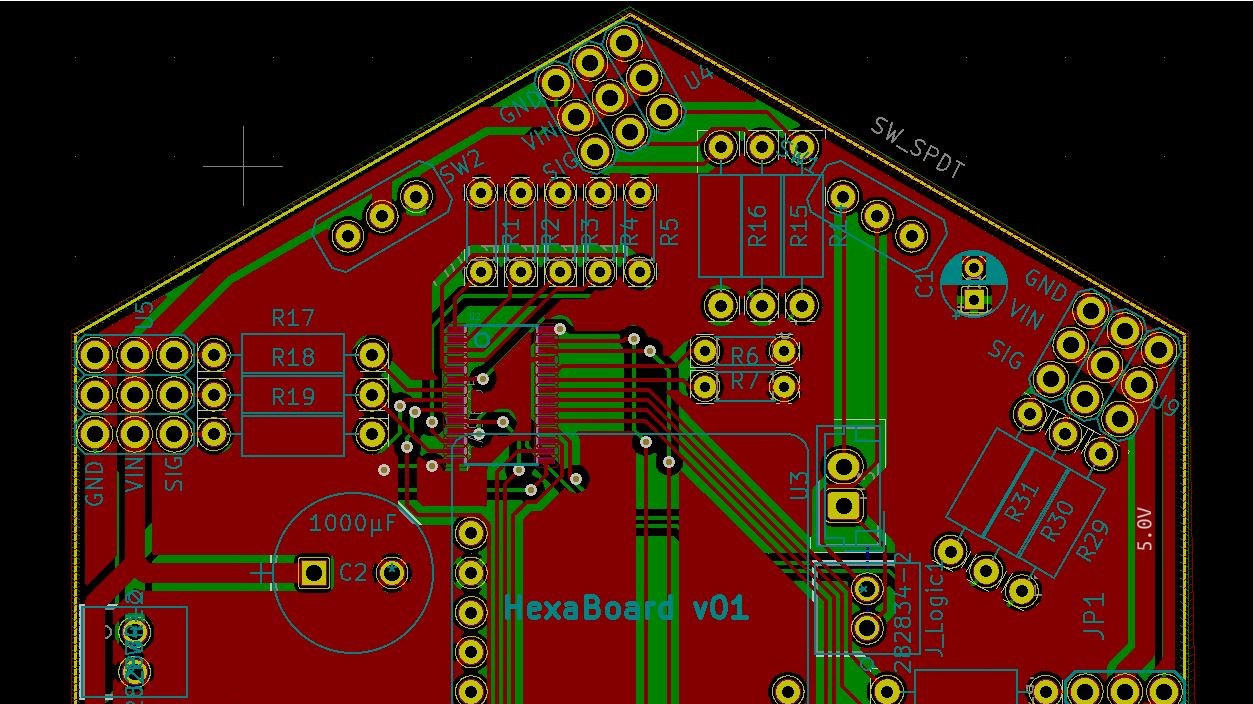 U4
GND
VIN
SIG
SW_SPDT
SW2
SW1
R1
R2
R3
R4
R5
R16
R15
C1
GND
VIN
SIG
U9
U5
R17
R18
R19
U2
R6
R7
GND
VIN
SIG
U3
R31
R30
R29
5.0V
1000µF
C2
HexaBoard v01
J_Logic1
JP1